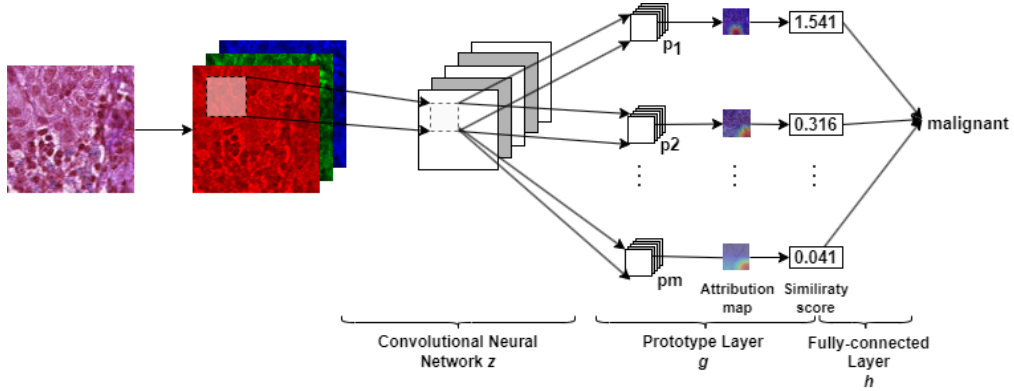 p1
1.541
p2
0.316
malignant
pm
0.041
Attribution
map
Similiraty
score
Convolutional Neural
Network z
Prototype Layer
g
Fully-connected
Layer
h